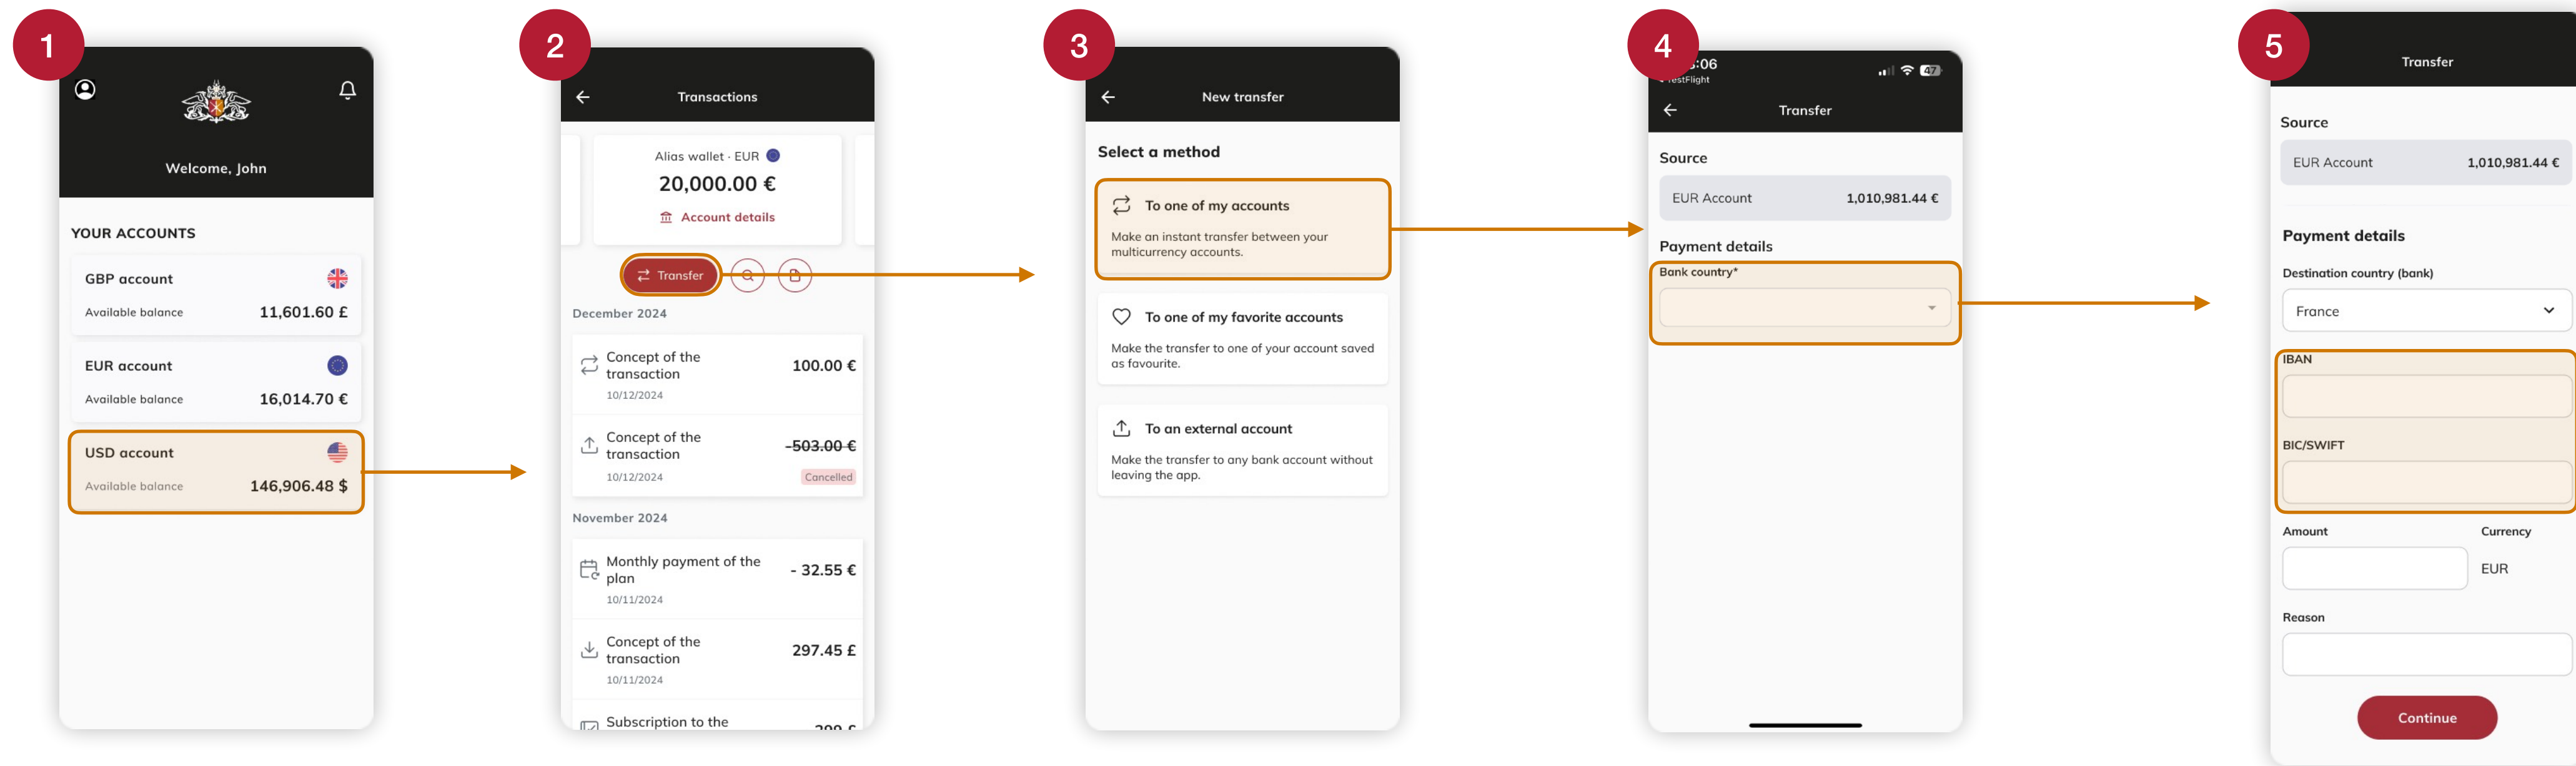 1
Welcome, John
YOUR ACCOUNTS
GBP account
Available balance 11,601.60 £
EUR account
Available balance 16,014.70 €
USD account
Available balance 146,906.48 $
2
Transactions
Alias wallet · EUR
20,000.00 €
Account details
Transfer
December 2024
Concept of the
transaction
100.00 €
10/12/2024
Concept of the
transaction
-503.00 €
10/12/2024
Cancelled
November 2024
Monthly payment of the
plan
- 32.55 €
10/11/2024
Concept of the
transaction
297.45 £
10/11/2024
Subscription to the
3
New transfer
Select a method
To one of my accounts
Make an instant transfer between your
multicurrency accounts.
To one of my favorite accounts
Make the transfer to one of your account saved
as favourite.
To an external account
Make the transfer to any bank account without
leaving the app.
4
:06
47
TestFlight
Transfer
Source
EUR Account 1,010,981.44 €
Payment details
Bank country*
5
Transfer
Source
EUR Account 1,010,981.44 €
Payment details
Destination country (bank)
France
IBAN
BIC/SWIFT
Amount Currency
EUR
Reason
Continue